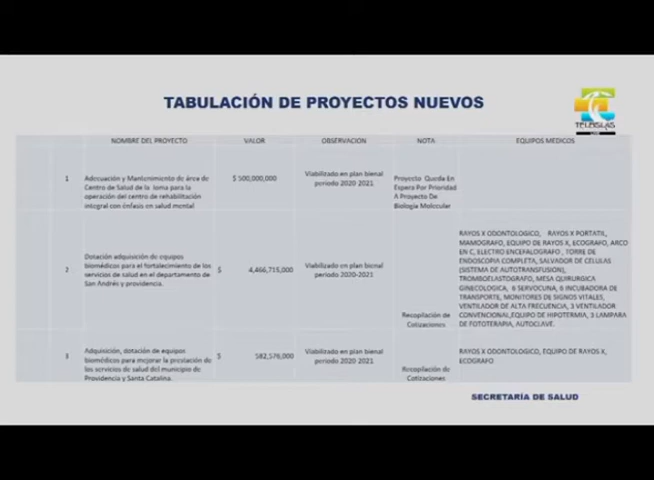 TABULACIÓN DE PROYECTOS NUEVOS
TELEISLAS
NOMBRE DEL PROYECTO VALOR OBSERVACION NOTA EQUIPOS MEDICOS
1
Adecuación y Mantenimiento de área de
Centro de Salud de la loma para la
operación del centro de rehabilitación
integral con énfasis en salud mental
$ 500,000,000
Viabilizado en plan bienal
periodo 2020-2021
Proyecto Queda En
Espera Por Prioridad
A Proyecto De
Biología Molecular
2
Dotación adquisición de equipos
biomédicos para el fortalecimiento de los
servicios de salud en el departamento de
San Andrés y providencia.
$ 4,466,715,000
Viabilizado en plan bienal
periodo 2020-2021
Recopilación de
Cotizaciones
RAYOS X ODONTOLOGICO, RAYOS X PORTATIL,
MAMOGRAFO, EQUIPO DE RAYOS X, ECOGRAFO, ARCO
EN C, ELECTRO ENCEFALOGRAFO , TORRE DE
ENDOSCOPIA COMPLETA, SALVADOR DE CÉLULAS
(SISTEMA DE AUTOTRANSFUSION),
TROMBOELASTOGRAFO, MESA QUIRURGICA
GINECOLOGICA, 6 SERVOCUNA, 6 INCUBADORA DE
TRANSPORTE, MONITORES DE SIGNOS VITALES,
VENTILADOR DE ALTA FRECUENCIA, 3 VENTILADOR
CONVENCIONAL,EQUIPO DE HIPOTERMIA, 3 LAMPARA
DE FOTOTERAPIA, AUTOCLAVE.
3
Adquisición, dotación de equipos
biomédicos para mejorar la prestación de
los servicios de salud del municipio de
Providencia y Santa Catalina.
$ 582,576,000
Viabilizado en plan bienal
periodo 2020-2021
Recopilación de
Cotizaciones
RAYOS X ODONTOLOGICO, EQUIPO DE RAYOS X,
ECOGRAFO
SECRETARÍA DE SALUD